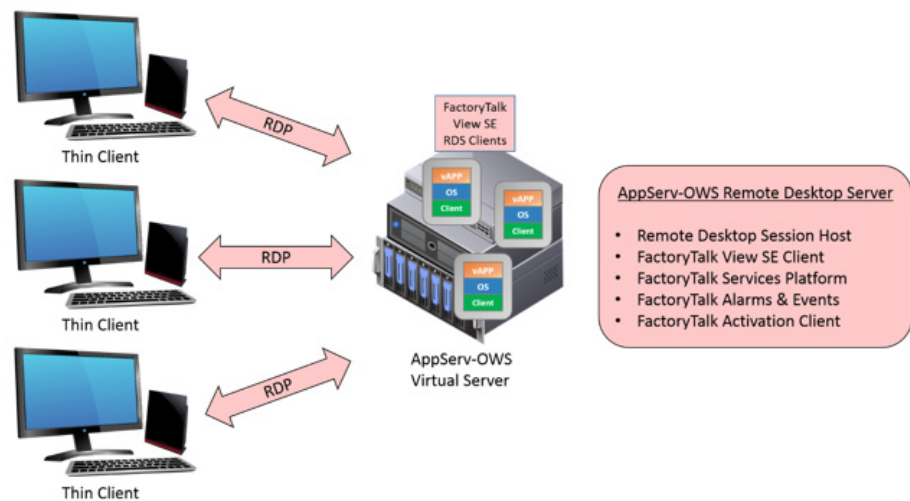 RDP
Thin Client
RDP
Thin Client
RDP
Thin Client
FactoryTalk
View SE
RDS Clients
vAPP
OS
Client
vAPP
OS
Client
vAPP
OS
Client
AppServ-OWS
Virtual Server
AppServ-OWS Remote Desktop Server
• Remote Desktop Session Host
• FactoryTalk View SE Client
• FactoryTalk Services Platform
• FactoryTalk Alarms & Events
• FactoryTalk Activation Client